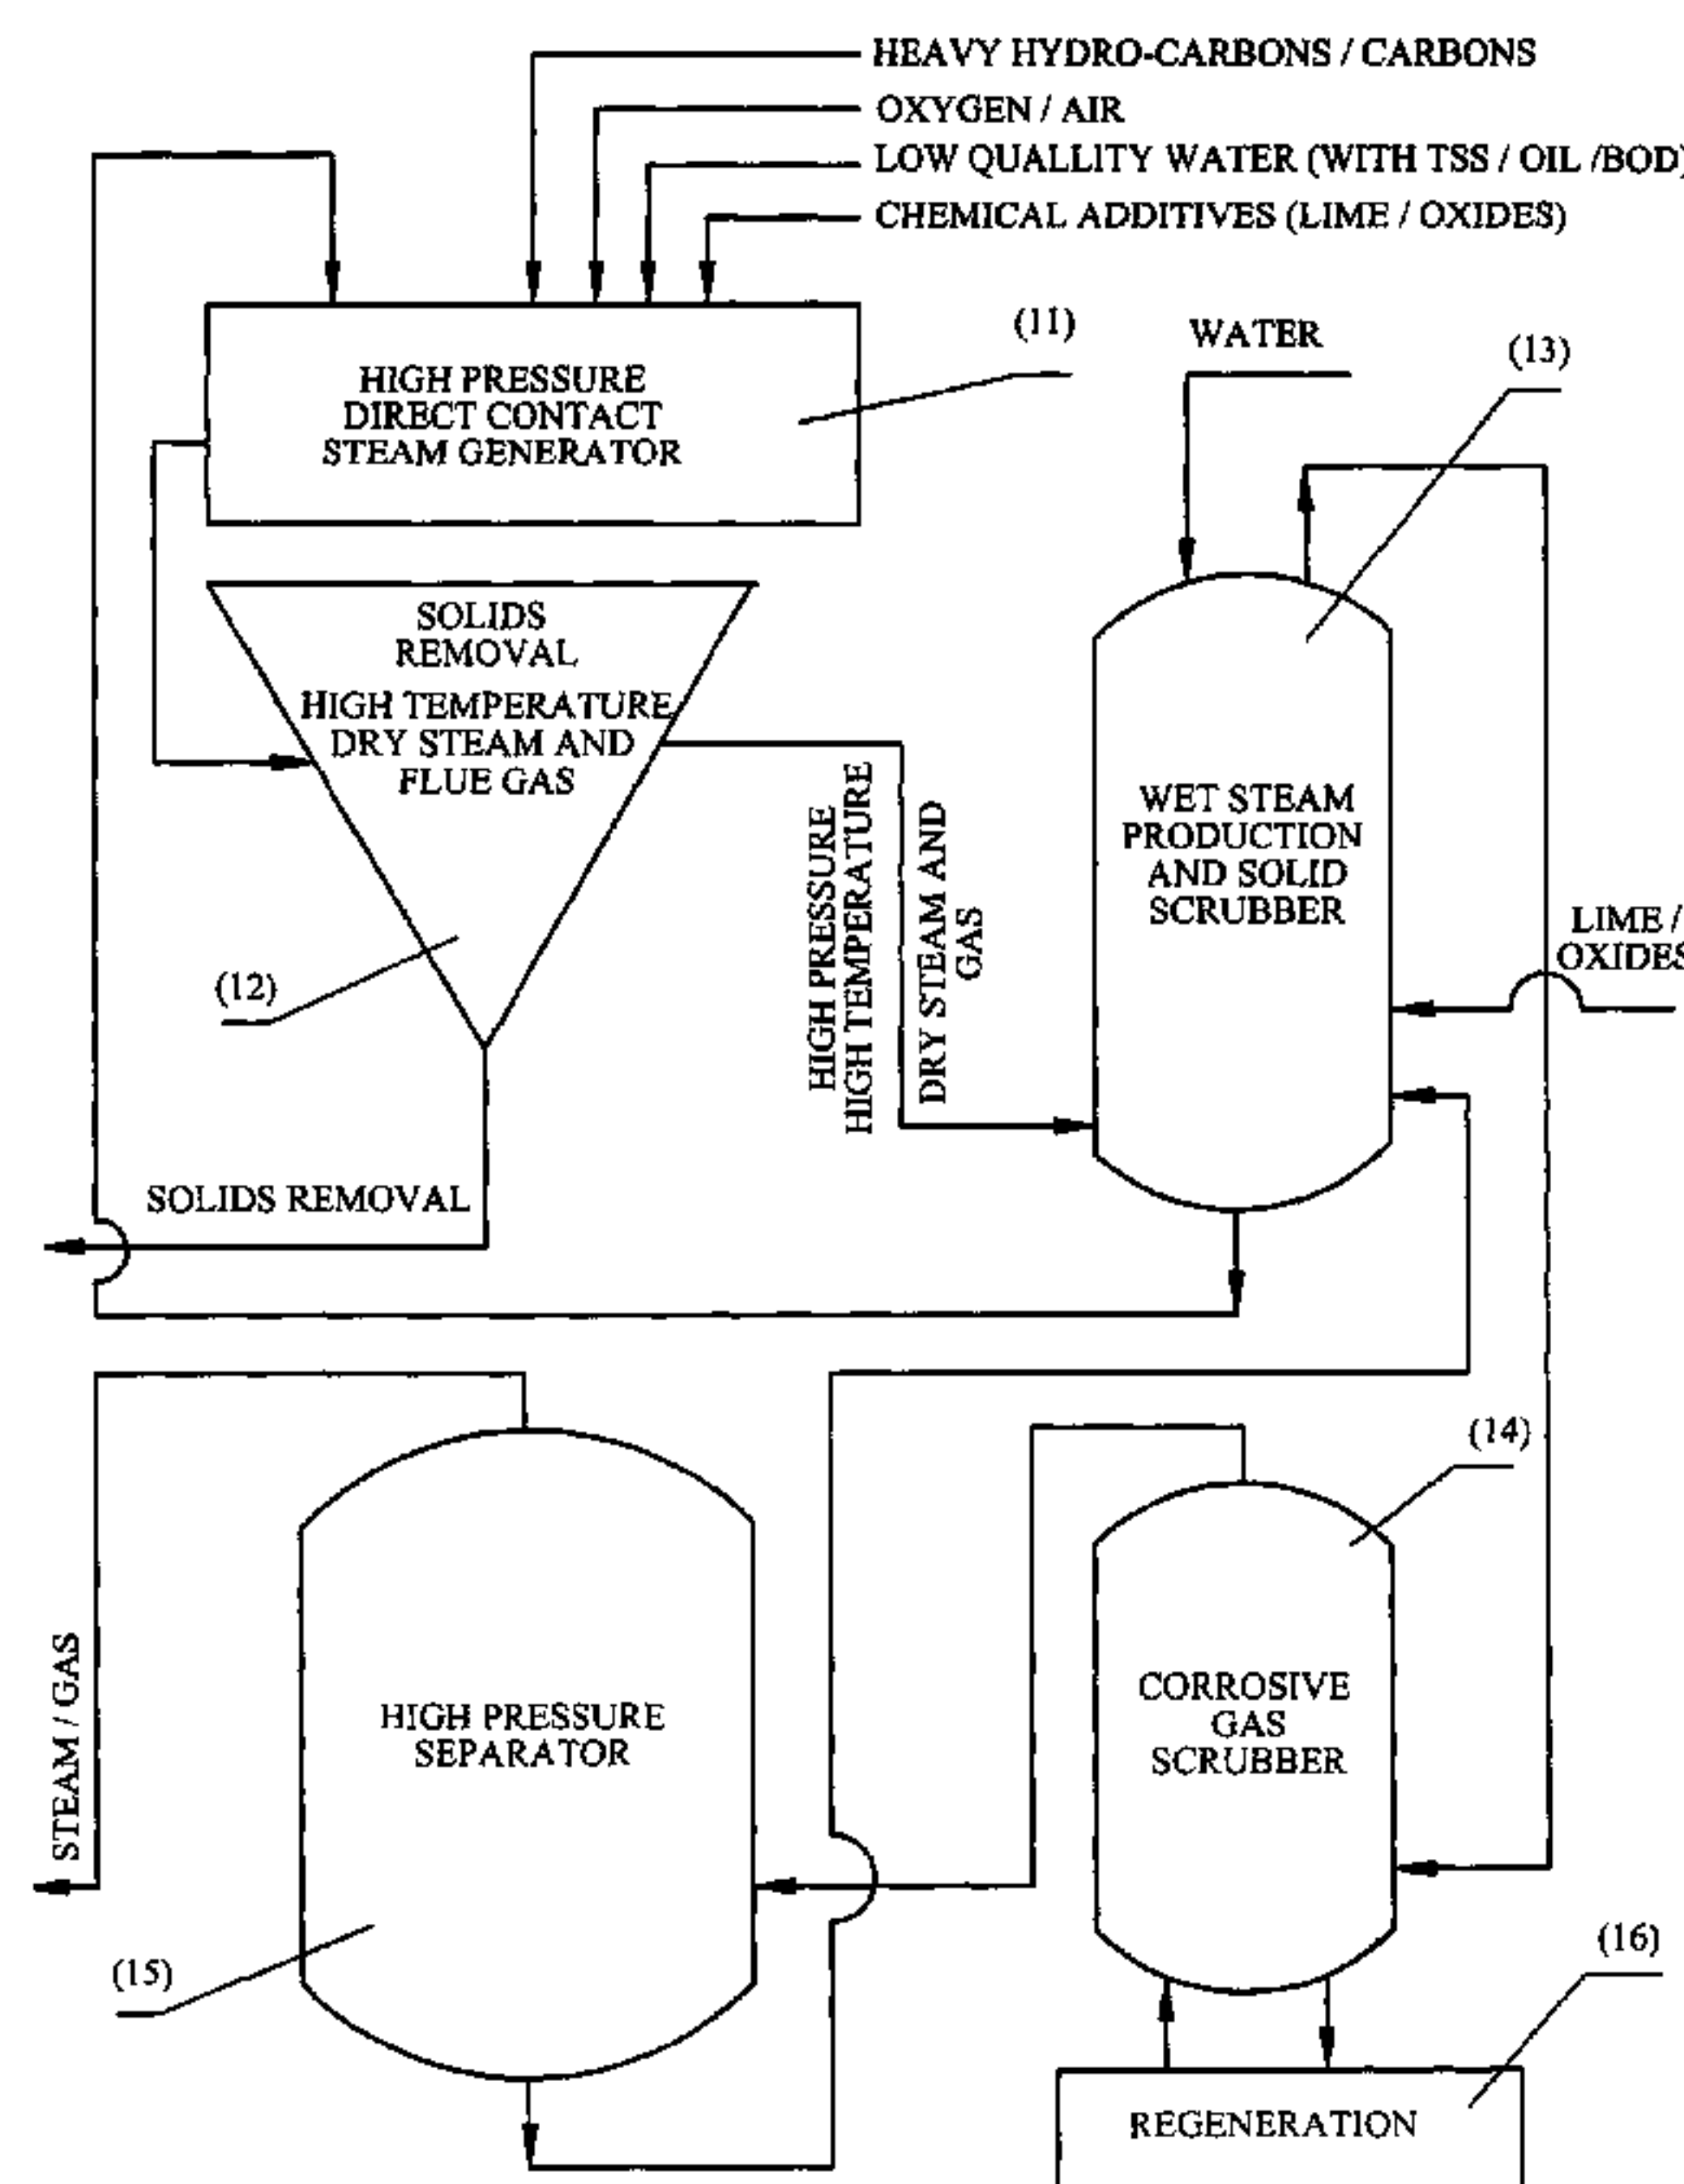 HEAVY HYDRO-CARBONS / CARBONS
OXYGEN / AIR
LOW QUALLITY WATER (WITH TSS / OIL /BOD)
CHEMICAL ADDITIVES (LIME / OXIDES)
HIGH PRESSURE
DIRECT CONTACT
STEAM GENERATOR
(11)
WATER
(13)
SOLIDS
REMOVAL
HIGH TEMPERATURE
DRY STEAM AND
FLUE GAS
(12)
HIGH PRESSURE
HIGH TEMPERATURE
DRY STEAM AND
GAS
WET STEAM
PRODUCTION
AND SOLID
SCRUBBER
LIME /
OXIDES
SOLIDS REMOVAL
(14)
STEAM / GAS
HIGH PRESSURE
SEPARATOR
CORROSIVE
GAS
SCRUBBER
(15)
(16)
REGENERATION